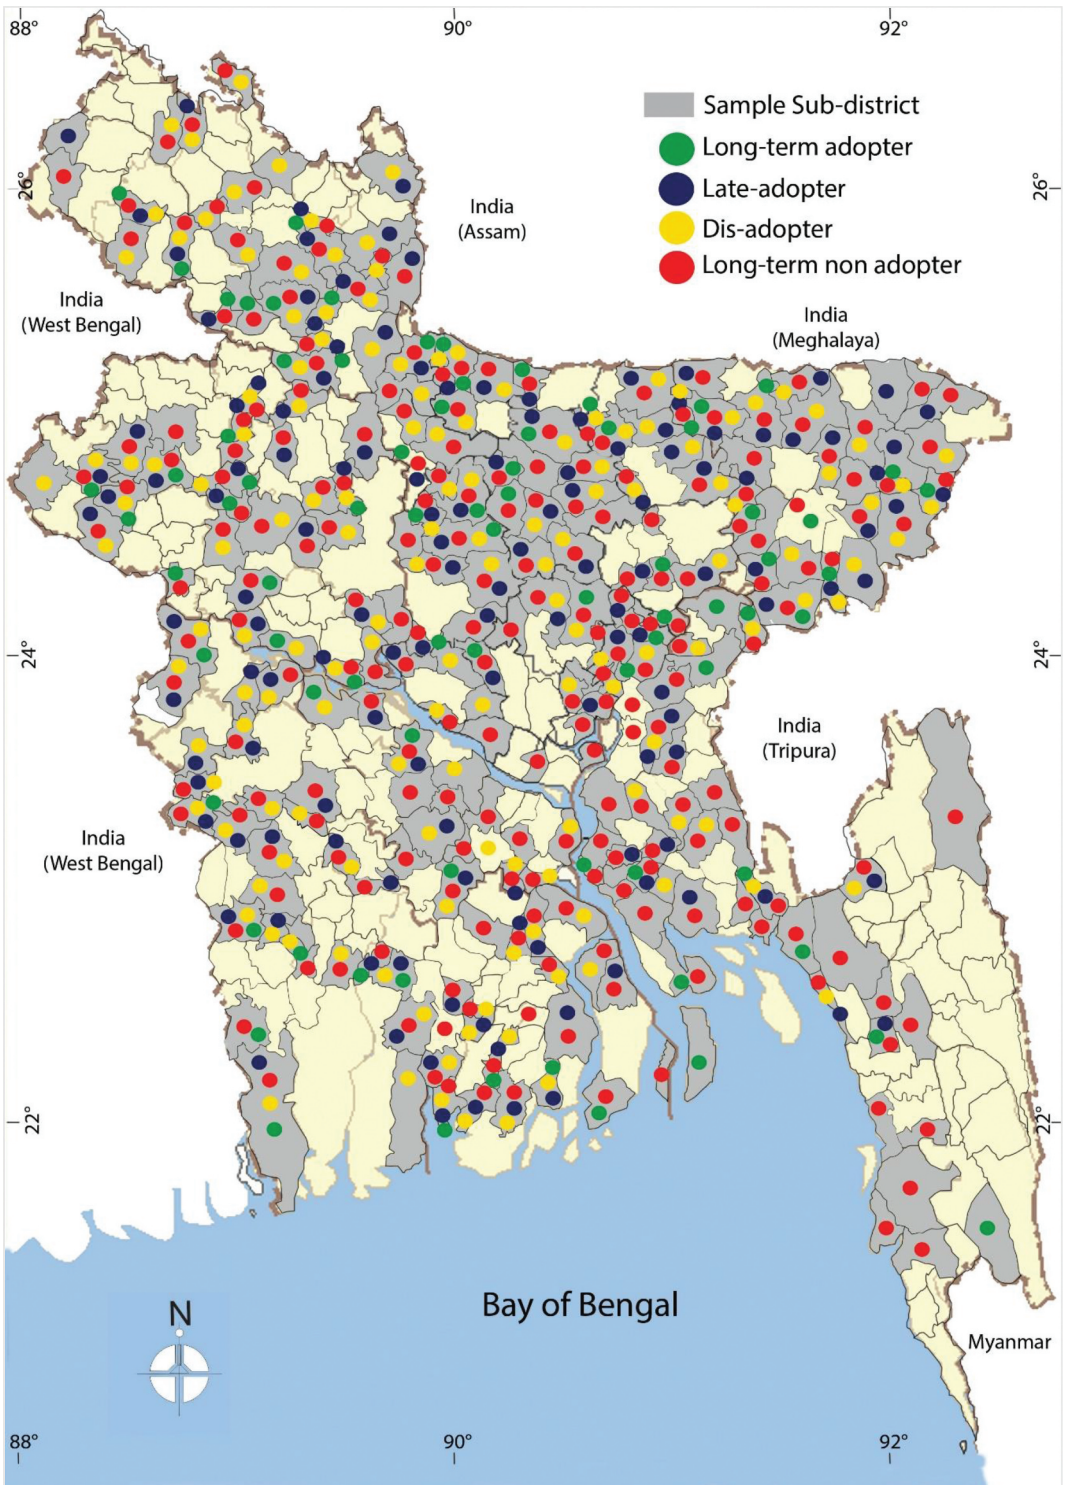 88°
90°
92°
Sample Sub-district
Long-term adopter
Late-adopter
Dis-adopter
Long-term non adopter
26°
26°
India
(Assam)
India
(West Bengal)
India
(Meghalaya)
24°
24°
India
(Tripura)
India
(West Bengal)
22°
22°
Bay of Bengal
N
Myanmar
88°
90°
92°